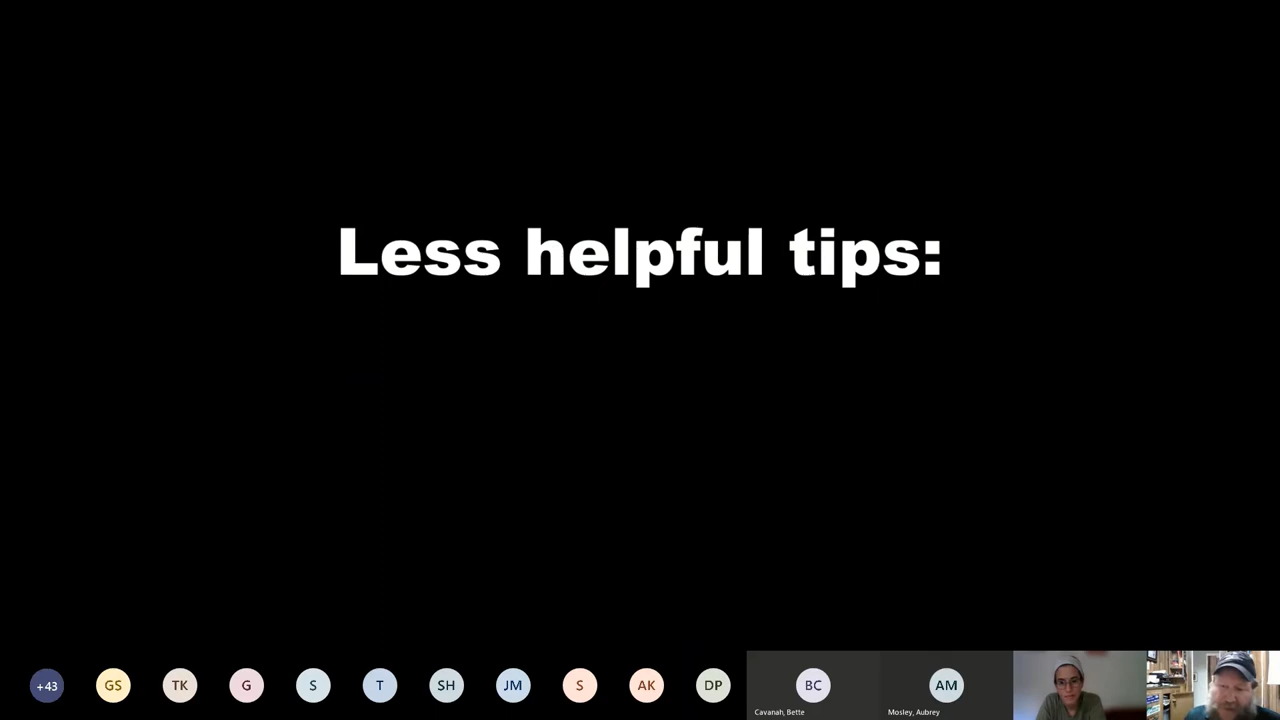 Less helpful tips:
+43
GS
TK
G
S
T
SH
JM
S
AK
DP
BC
AM
Cavanah, Bette
Mosley, Aubrey